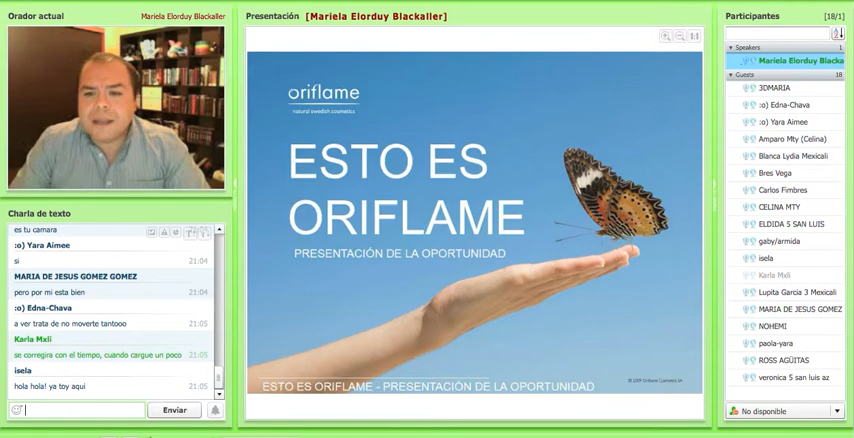 Orador actual
Mariela Elorduy Blackaller
Charla de texto
es tu camara
:o) Yara Aimee
si 21:04
MARIA DE JESUS GOMEZ GOMEZ
pero por mi esta bien 21:04
:o) Edna-Chava
a ver trata de no moverte tantooo 21:05
Karla Mxli
se corregira con el tiempo, cuando cargue un poco 21:05
isela
hola hola! ya toy aqui 21:05
Enviar
Presentación [Mariela Elorduy Blackaller]
1:1
oriflame
natural swedish cosmetics
ESTO ES
ORIFLAME
PRESENTACIÓN DE LA OPORTUNIDAD
ESTO ES ORIFLAME - PRESENTACIÓN DE LA OPORTUNIDAD
Participantes [18/1]
Speakers 1
Mariela Elorduy Blacka
Guests 18
3DMARIA
:o) Edna-Chava
:o) Yara Aimee
Amparo Mty (Celina)
Blanca Lydia Mexicali
Bres Vega
Carlos Fimbres
CELINA MTY
ELDIDA 5 SAN LUIS
gaby/armida
isela
Karla Mxli
Lupita Garcia 3 Mexicali
MARIA DE JESUS GOMEZ
NOHEMI
paola-yara
ROSS AGÜITAS
veronica 5 san luis az
No disponible